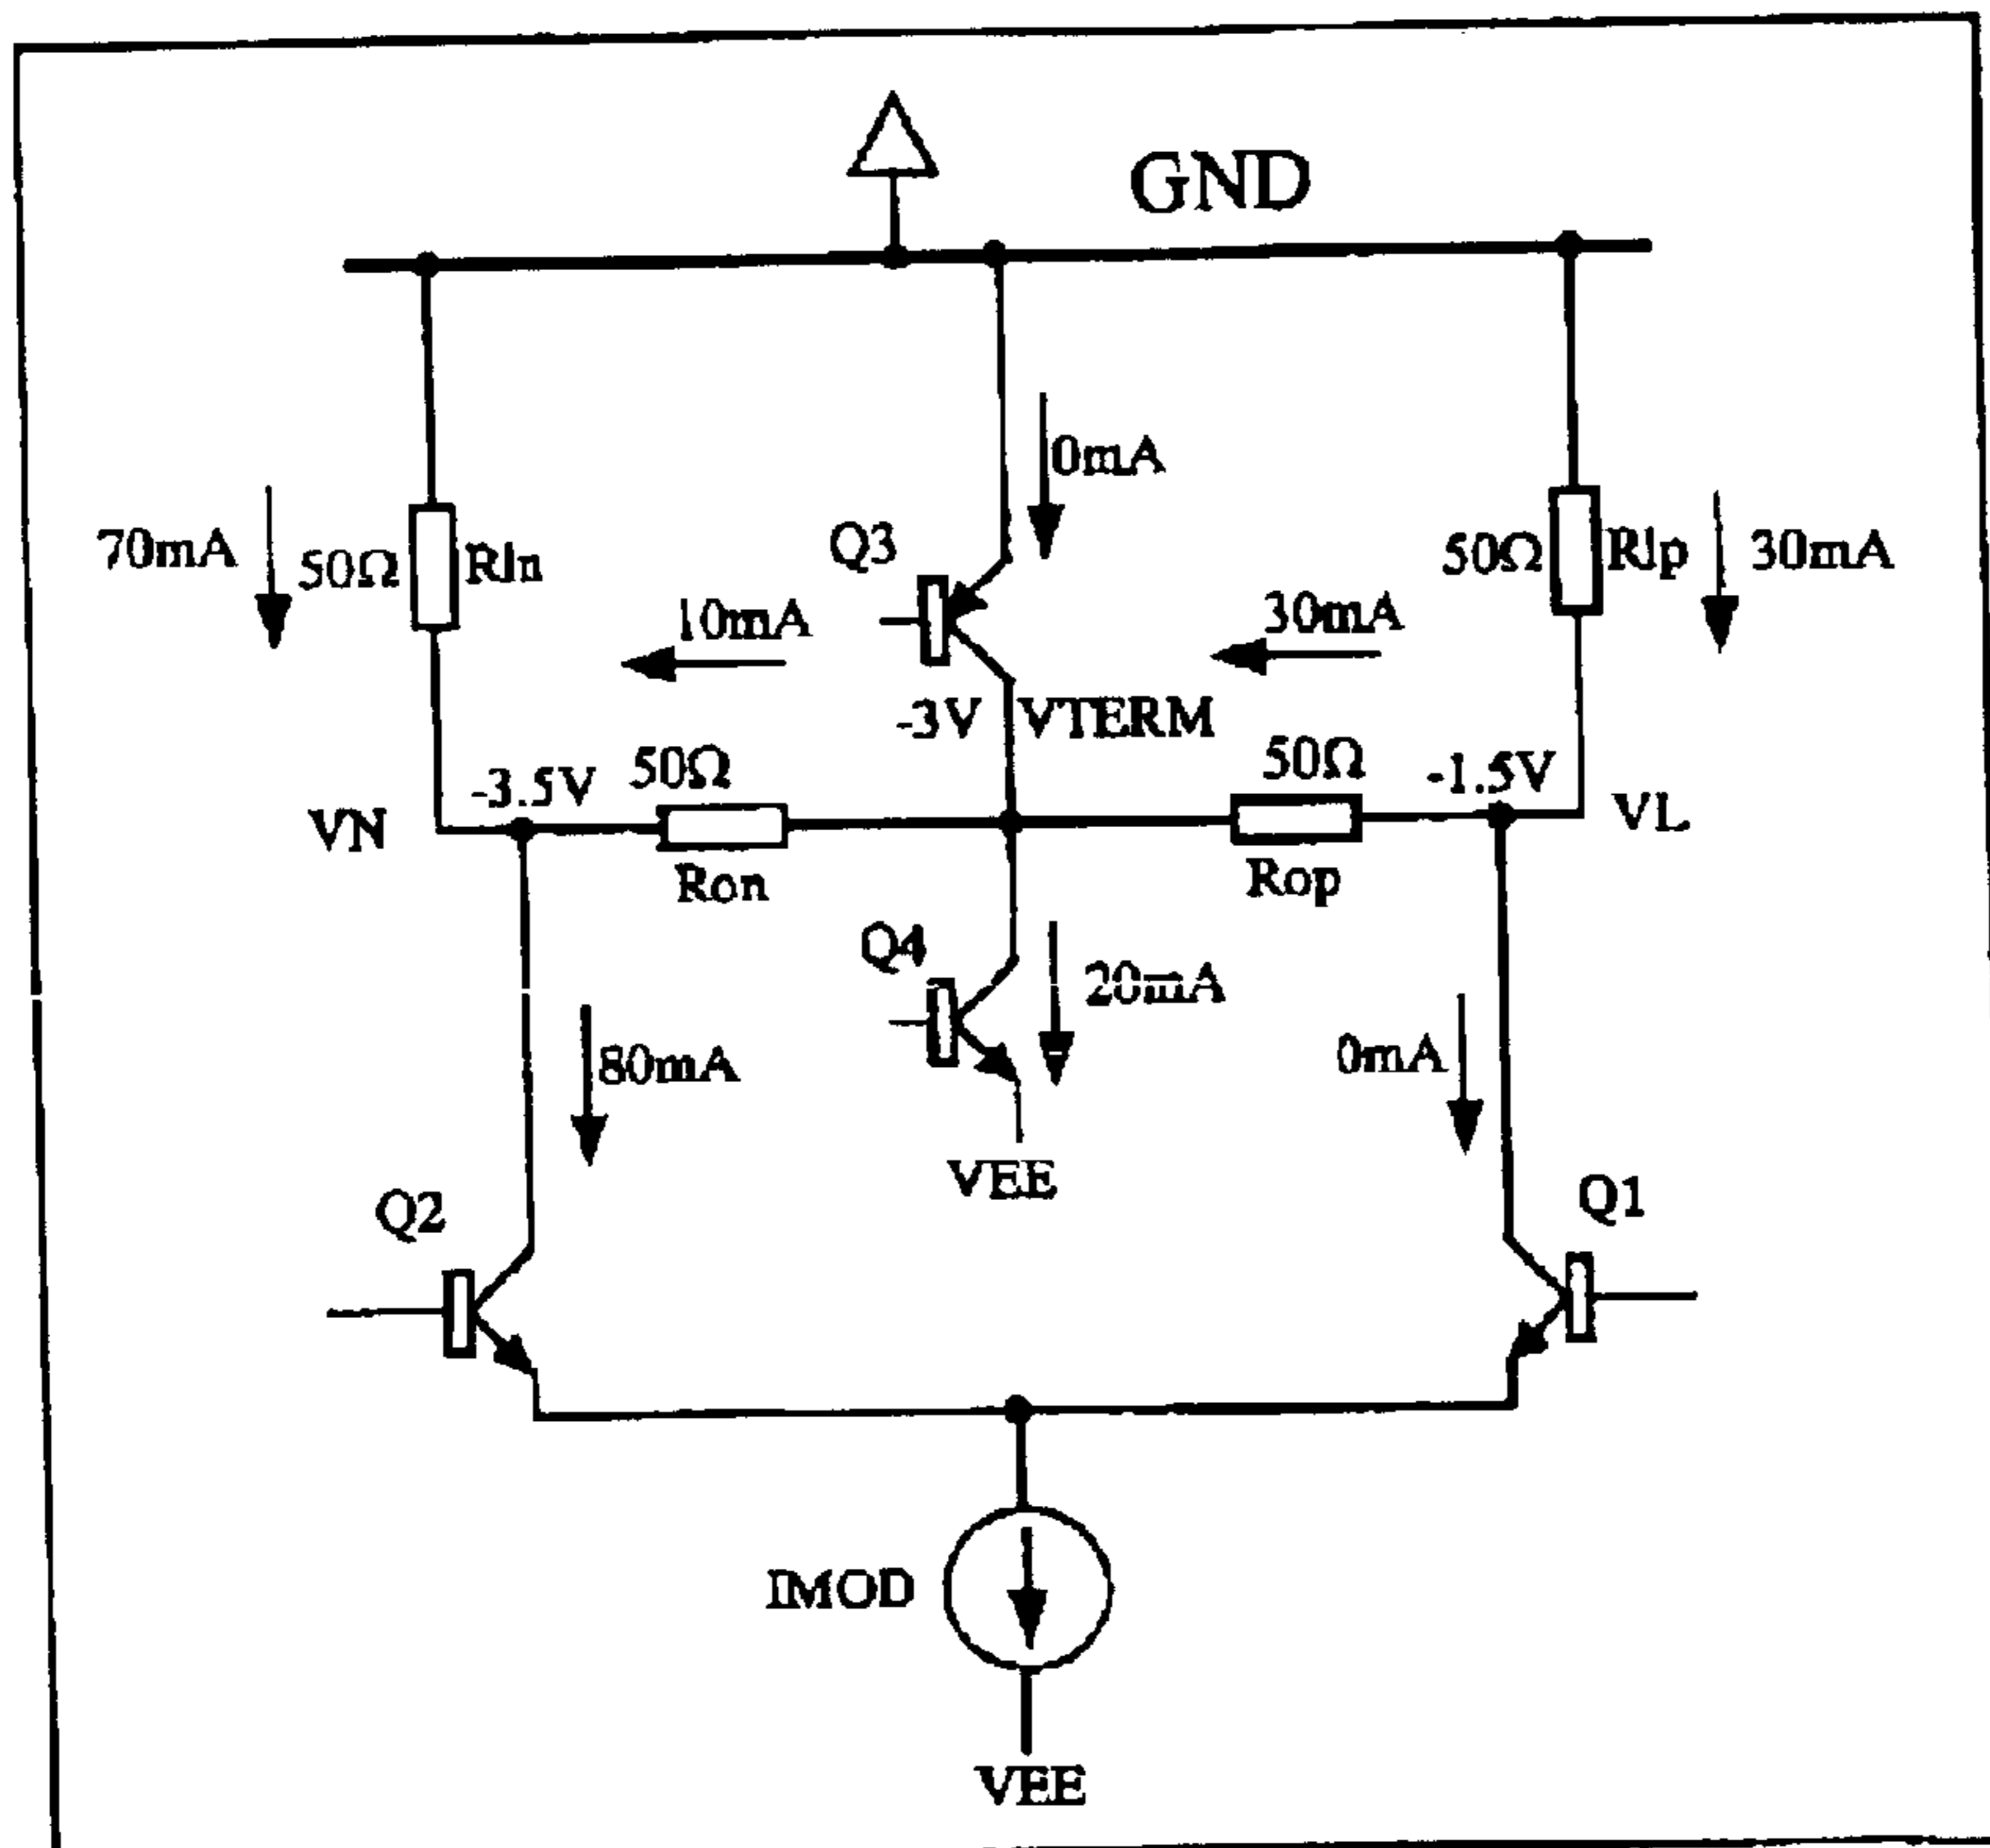 GND
0mA
Q3
70mA
50Ω
Rln
50Ω
Rlp
30mA
10mA
30mA
-3V
VTERM
-3.5V
50Ω
50Ω
-1.5V
VN
VL
Ron
Rop
Q4
20mA
80mA
0mA
VEE
Q2
Q1
IMOD
VEE